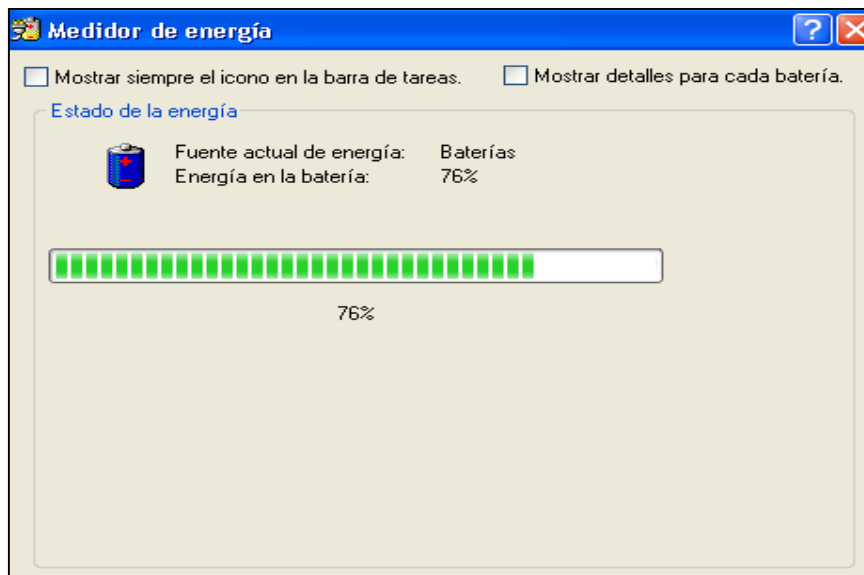 Medidor de energía
Mostrar siempre el icono en la barra de tareas. Mostrar detalles para cada batería.
Estado de la energía
Fuente actual de energía: Baterías
Energía en la batería: 76%
76%